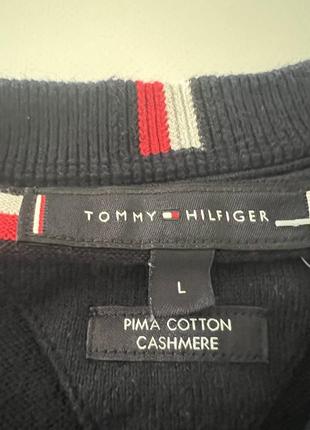 TOMMY HILFIGER
L
PIMA COTTON
CASHMERE